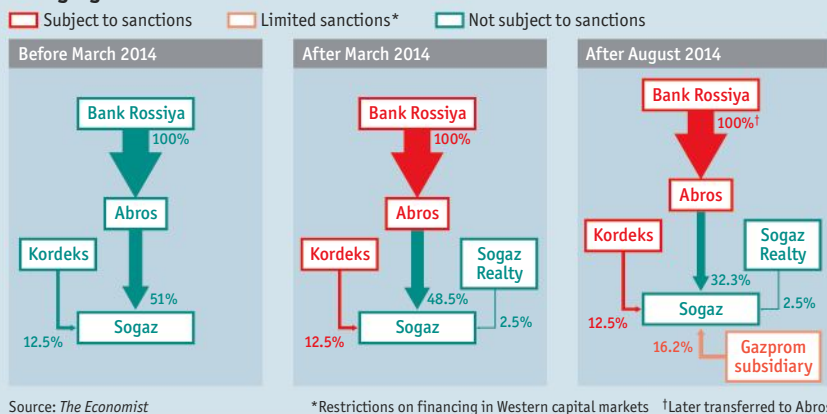 Subject to sanctions Limited sanctions* Not subject to sanctions
Before March 2014
Bank Rossiya
100%
Abros
Kordeks
51%
12.5%
Sogaz
After March 2014
Bank Rossiya
100%
Abros
Kordeks
Sogaz
Realty
48.5%
12.5%
Sogaz
2.5%
After August 2014
Bank Rossiya
100%†
Abros
Kordeks
Sogaz
Realty
32.3%
12.5%
Sogaz
2.5%
16.2%
Gazprom
subsidiary
Source: The Economist *Restrictions on financing in Western capital markets †Later transferred to Abros